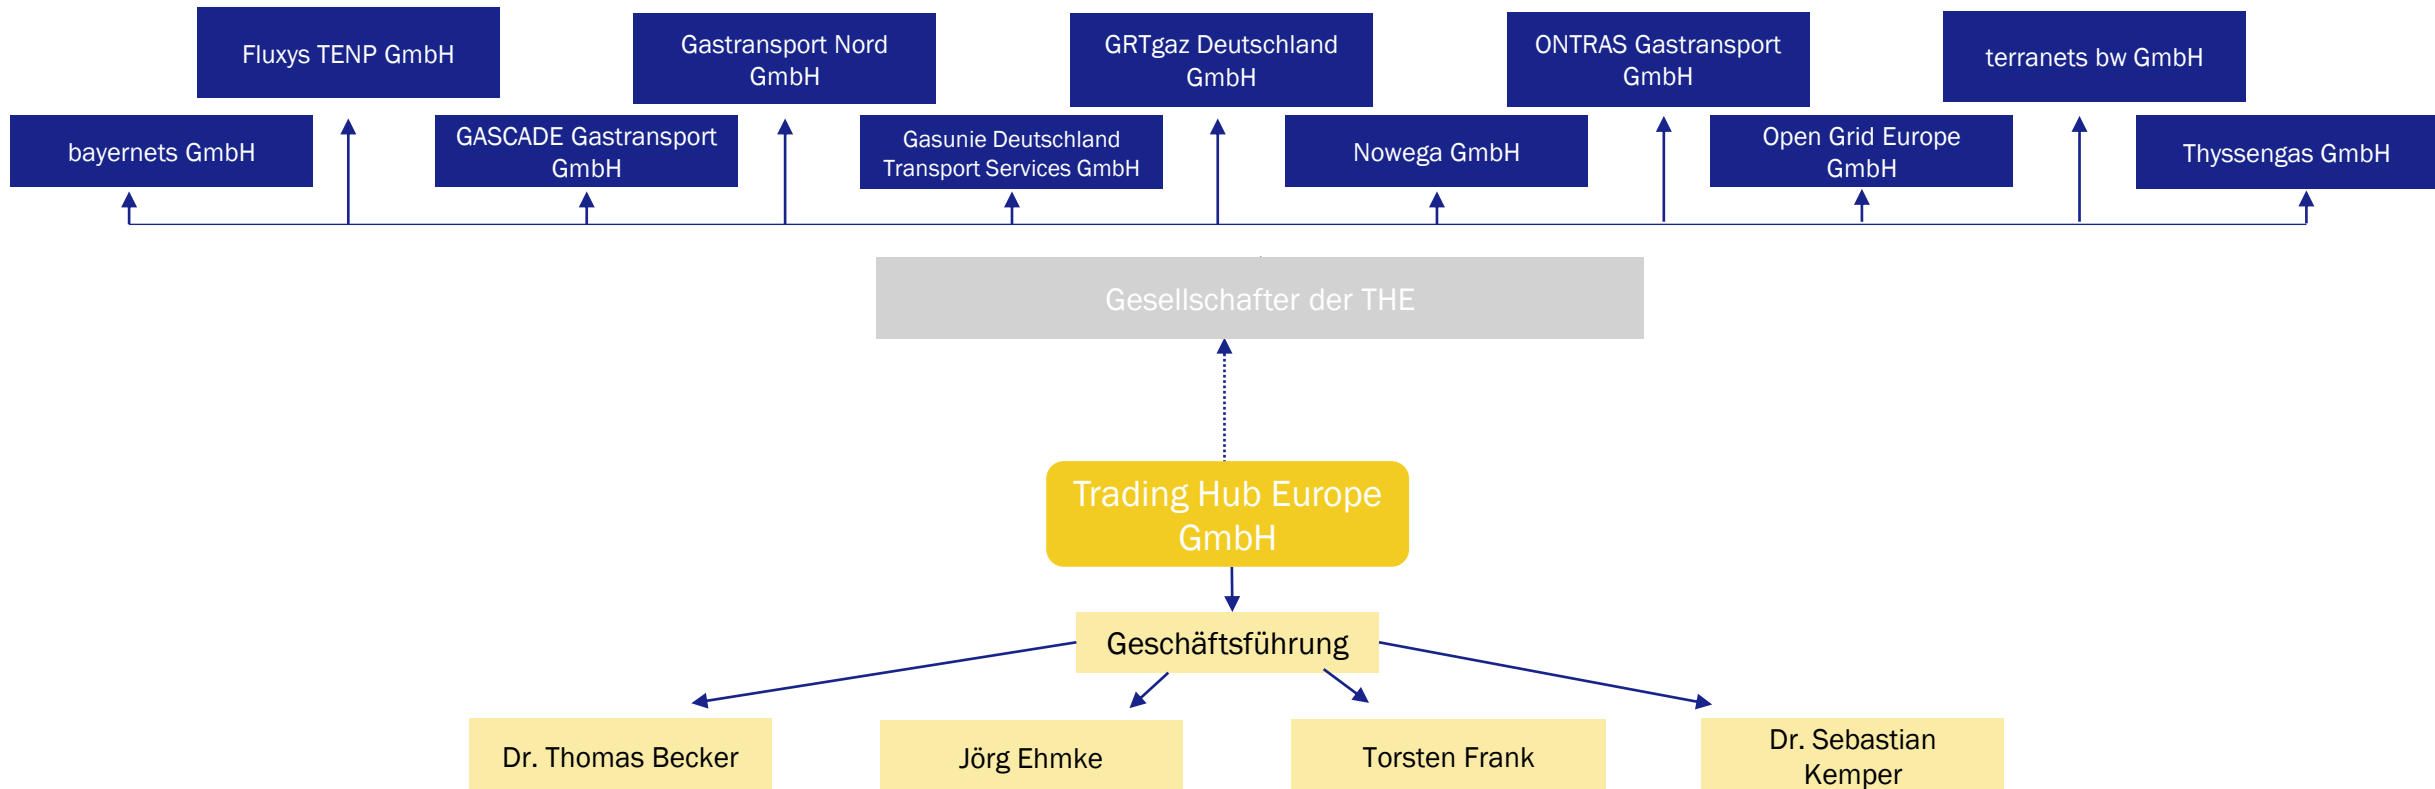 Fluxys TENP GmbH
Gastransport Nord
GmbH
GRTgaz Deutschland
GmbH
ONTRAS Gastransport
GmbH
terranets bw GmbH
bayernets GmbH
GASCADE Gastransport
GmbH
Gasunie Deutschland
Transport Services GmbH
Nowega GmbH
Open Grid Europe
GmbH
Thyssengas GmbH
Gesellschafter der THE
Trading Hub Europe
GmbH
Geschäftsführung
Dr. Thomas Becker
Jörg Ehmke
Torsten Frank
Dr. Sebastian
Kemper